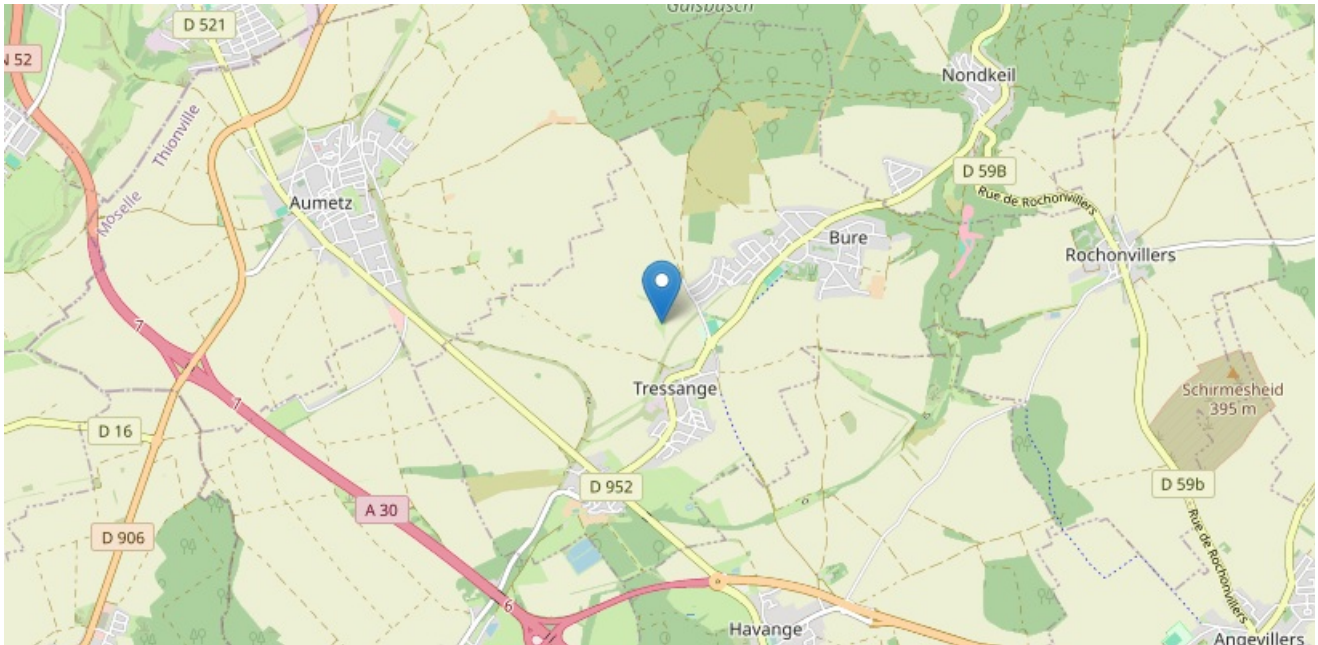 Gaisbusch
D 521
N 52
Nondkeil
Thionville
Moselle
D 59B
Rue de Rochonvillers
Aumetz
Bure
Rochonvillers
7
7
Tressange
Schirmesheid
395 m
D 16
D 952
D 59b
A 30
D 906
Rue de Rochonvillers
6
Havange
Angevillers